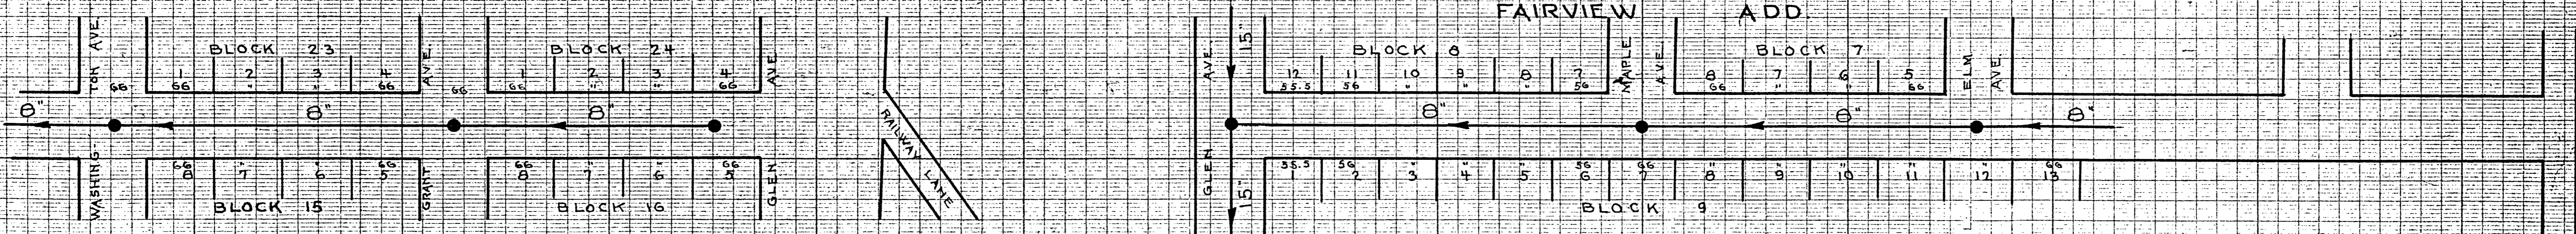 FAIRVIEW ADD.
TON AVE.
BLOCK 23
AVE.
BLOCK 24
AVE.
AVE.
15"
BLOCK 8
MAPLE AVE.
BLOCK 7
ELM AVE.
1 2 3 4
1 2 3 4
12 11 10 9 8 7
8 7 6 5
66 66 " " 66 66 66 " " 66
55.5 56 " " " 56
66 " " 66
8" 8" 8" 8" 8" 8"
RAILWAY LANE
WASHING-
66 " " 66
8 7 6 5
BLOCK 15
GRANT
66 " " 66
8 7 6 5
BLOCK 16
GLEN
GLEN
15"
55.5 56 " " " 56 66 " " " " " 66
1 2 3 4 5 6 7 8 9 10 11 12 13
BLOCK 9